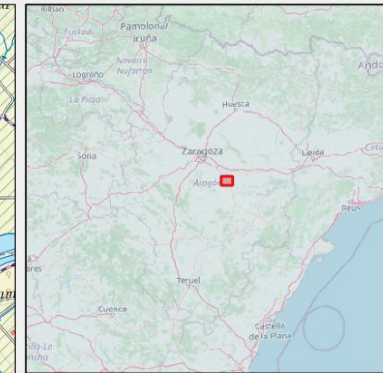 Bilbao
Pamplona/
Iruña
Euskadi
Navarra
Nafarroa
Logroño
La Rioja
Huesca
Soria
Zaragoza
Lleida
Aragón
Reus
Teruel
Cuenca
Castelló
de la Plana